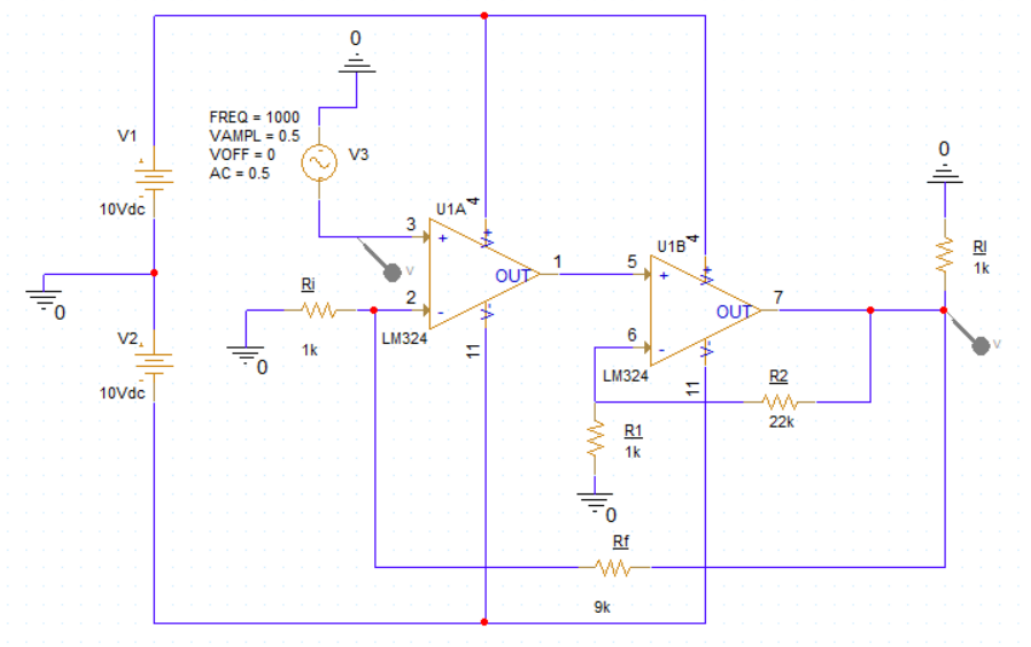 0
FREQ = 1000
VAMPL = 0.5
VOFF = 0
AC = 0.5
V3
V1
10Vdc
0
V2
10Vdc
Ri
1k
0
3
+
2
-
U1A
4
V+
OUT
1
V-
11
LM324
V
5
+
6
-
U1B
4
V+
OUT
7
V-
11
LM324
R2
22k
R1
1k
0
Rf
9k
0
Rl
1k
V